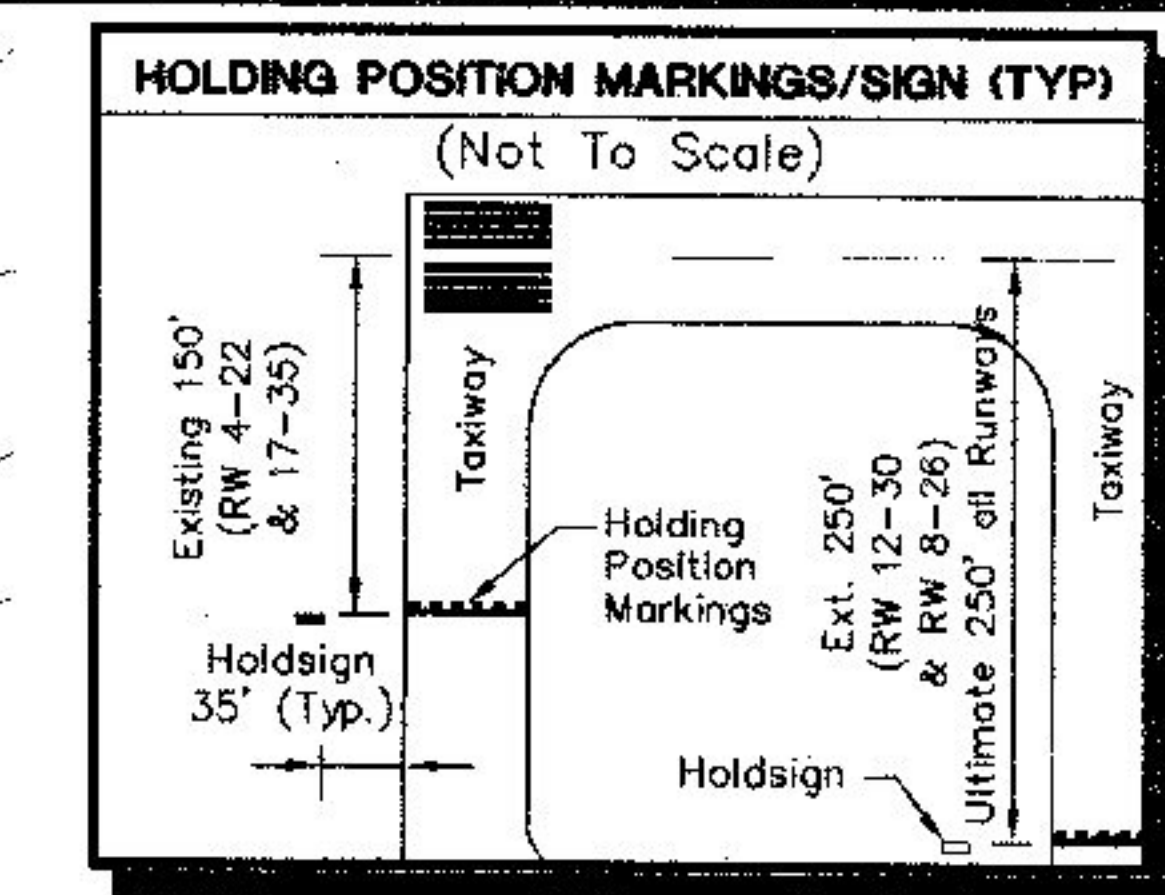 HOLDING POSITION MARKINGS/SIGN (TYP)
(Not To Scale)
Existing 150'
(RW 4-22
& 17-35)
Taxiway
Holding
Position
Markings
Holdsign
35' (Typ.)
Ext. 250'
(RW 12-30
& RW 8-26)
Ultimate 250' all Runways
Taxiway
Holdsign